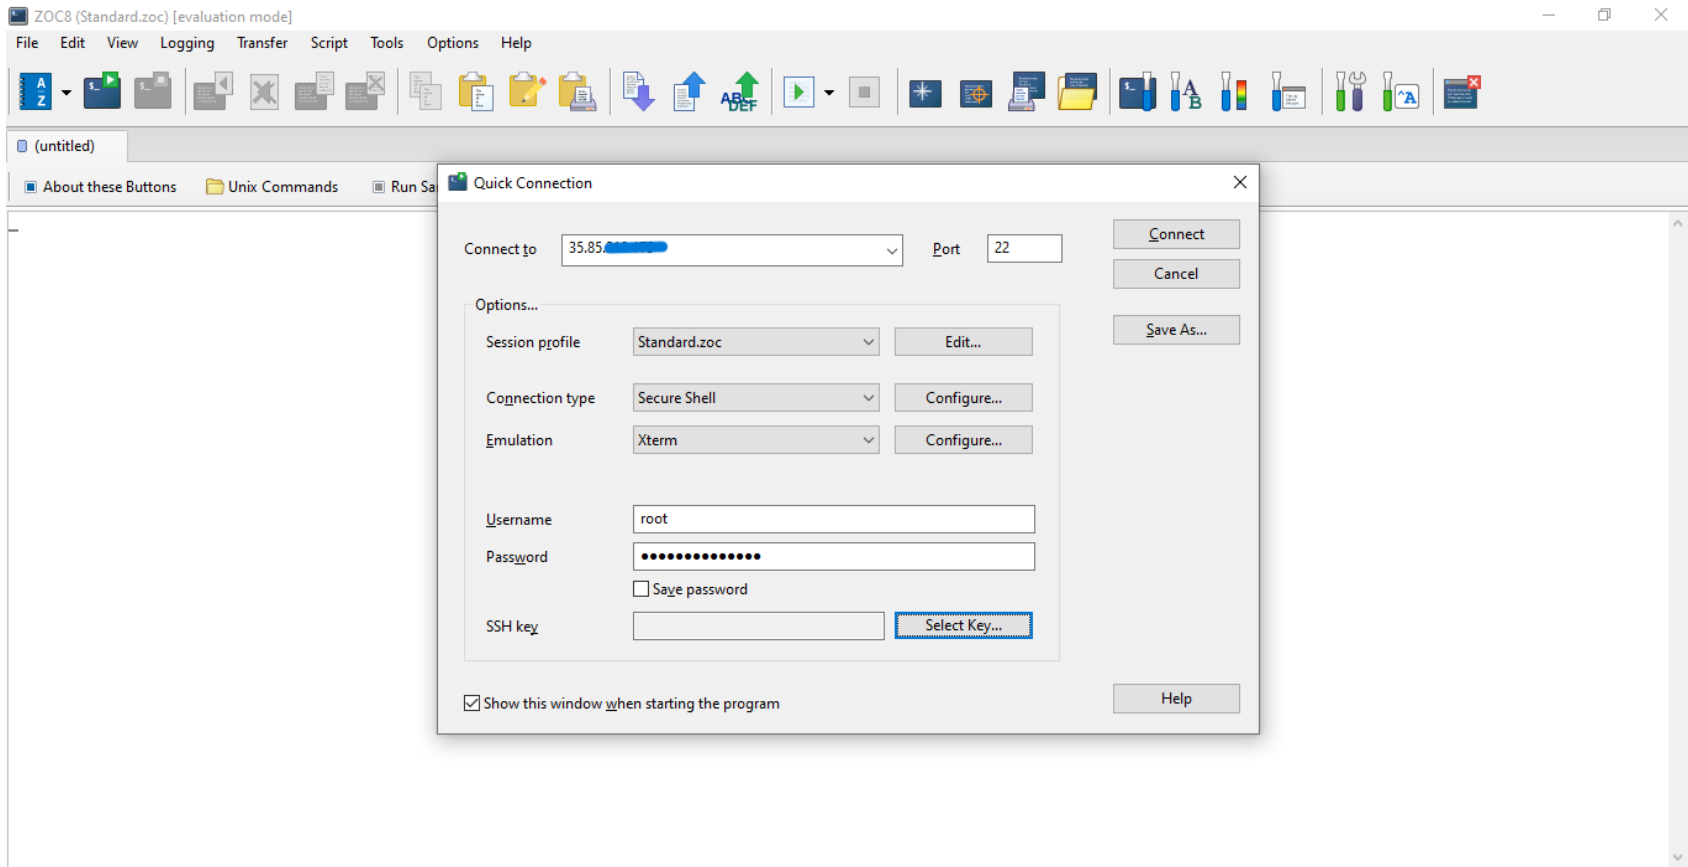 ZOC8 (Standard.zoc) [evaluation mode]
File Edit View Logging Transfer Script Tools Options Help
(untitled)
About these Buttons Unix Commands Run Sa
Quick Connection
Connect to 35.85. Port 22 Connect
Cancel
Options...
Save As...
Session profile Standard.zoc Edit...
Connection type Secure Shell Configure...
Emulation Xterm Configure...
Username root
Password ••••••••••••••
Save password
SSH key Select Key...
Show this window when starting the program
Help